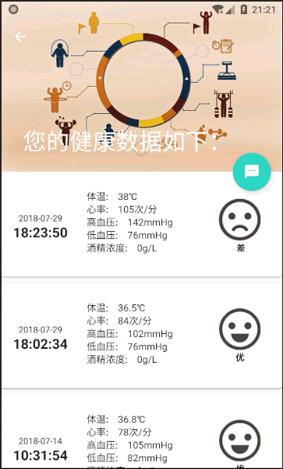 21:21
您的健康数据如下：
2018-07-29
18:23:50
体温： 38℃
心率： 105次/分
高血压： 142mmHg
低血压： 76mmHg
酒精浓度： 0g/L
差
2018-07-29
18:02:34
体温： 36.5℃
心率： 84次/分
高血压： 102mmHg
低血压： 76mmHg
酒精浓度： 0g/L
优
2018-07-14
10:31:54
体温： 36.8℃
心率： 78次/分
高血压： 105mmHg
低血压： 82mmHg